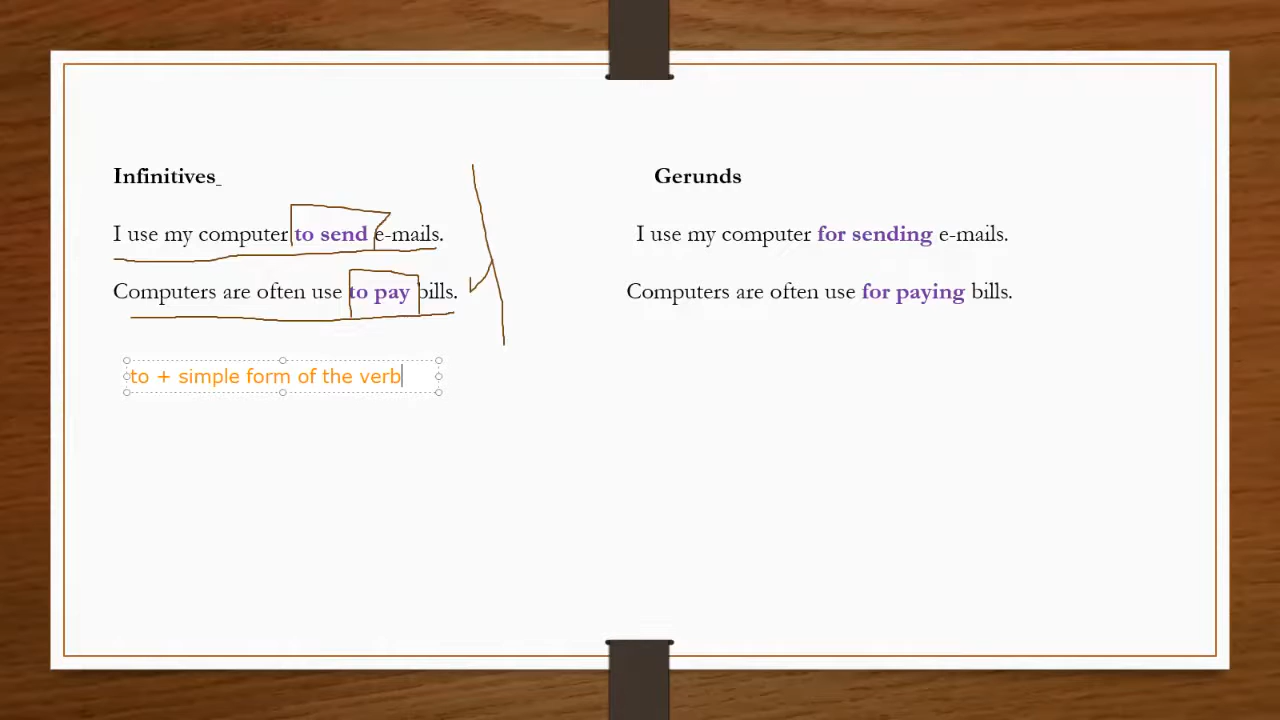 Infinitives
I use my computer to send e-mails.
Computers are often use to pay bills.
to + simple form of the verb
Gerunds
I use my computer for sending e-mails.
Computers are often use for paying bills.